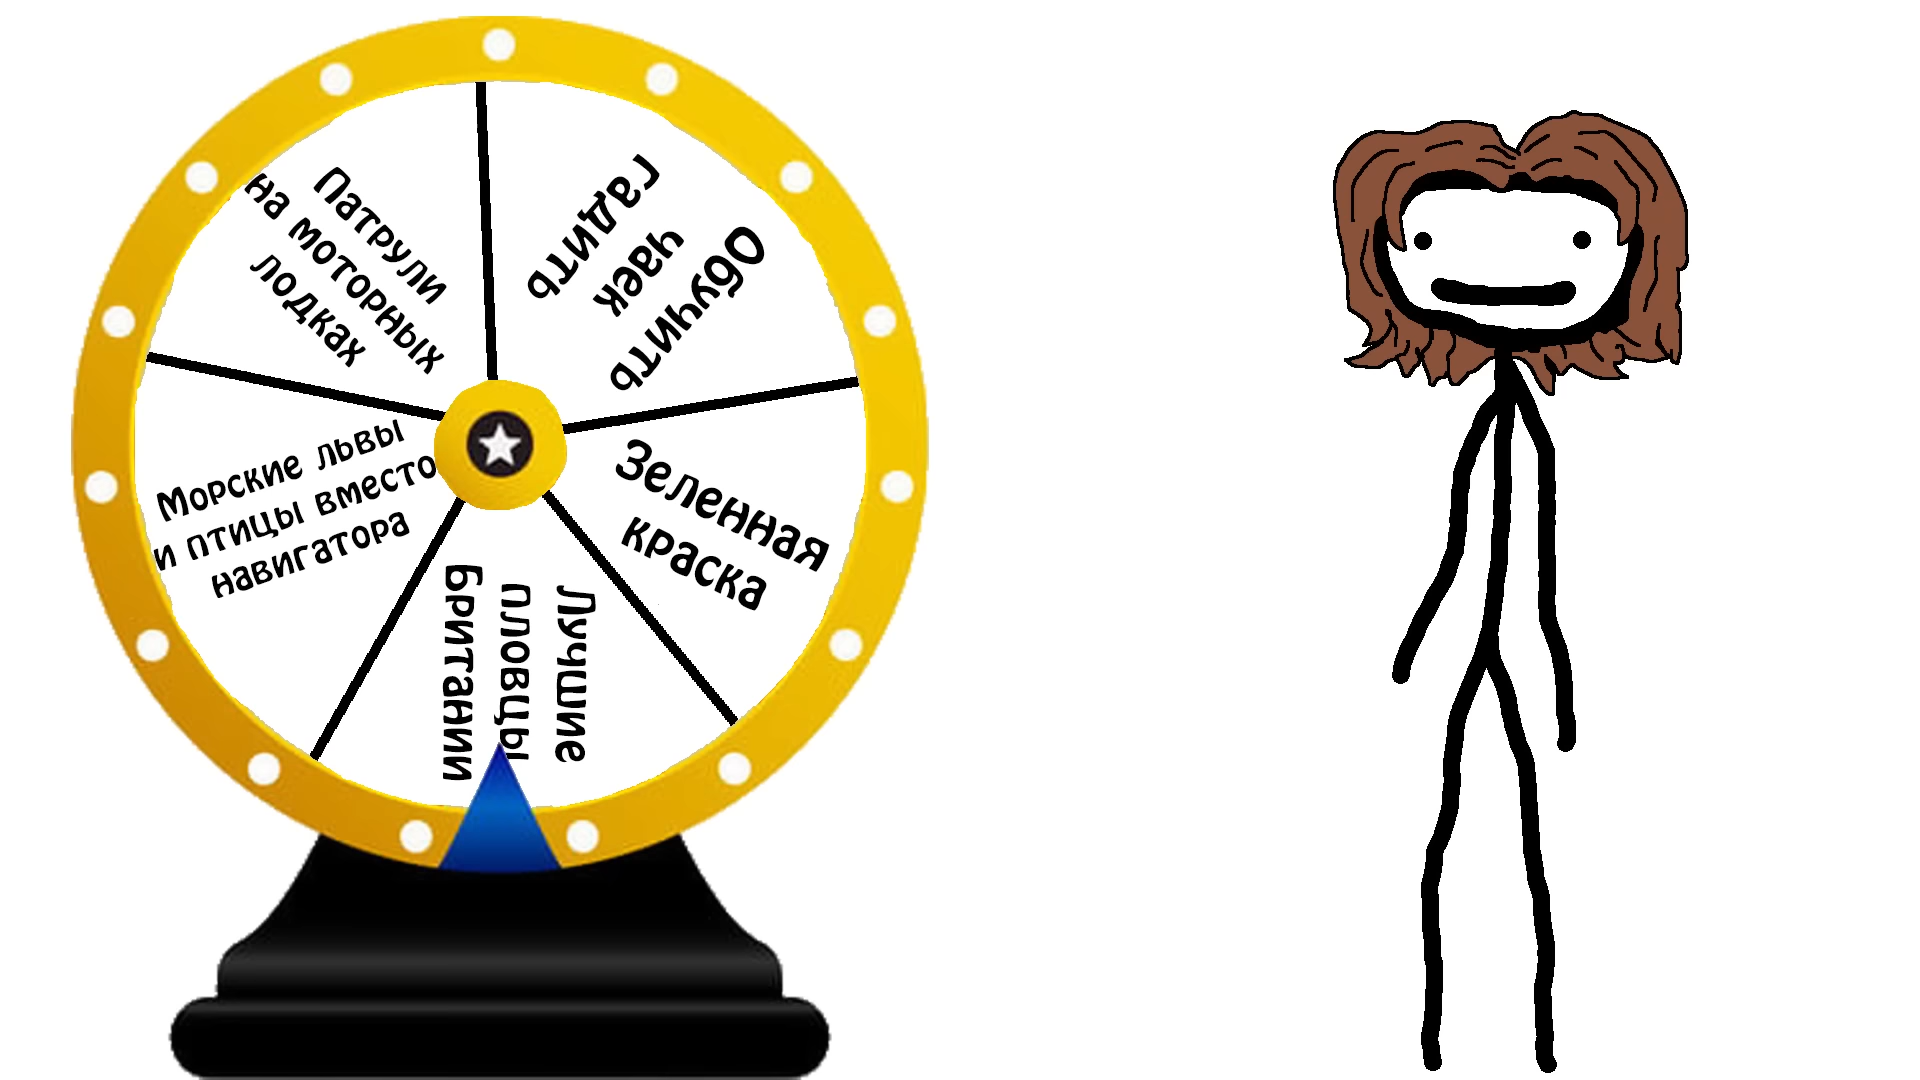 Патрули
на моторных
лодках
Обучить
чаек
гадить
Зеленная
краска
Лучшие
пловцы
Британии
Морские львы
и птицы вместо
навигатора